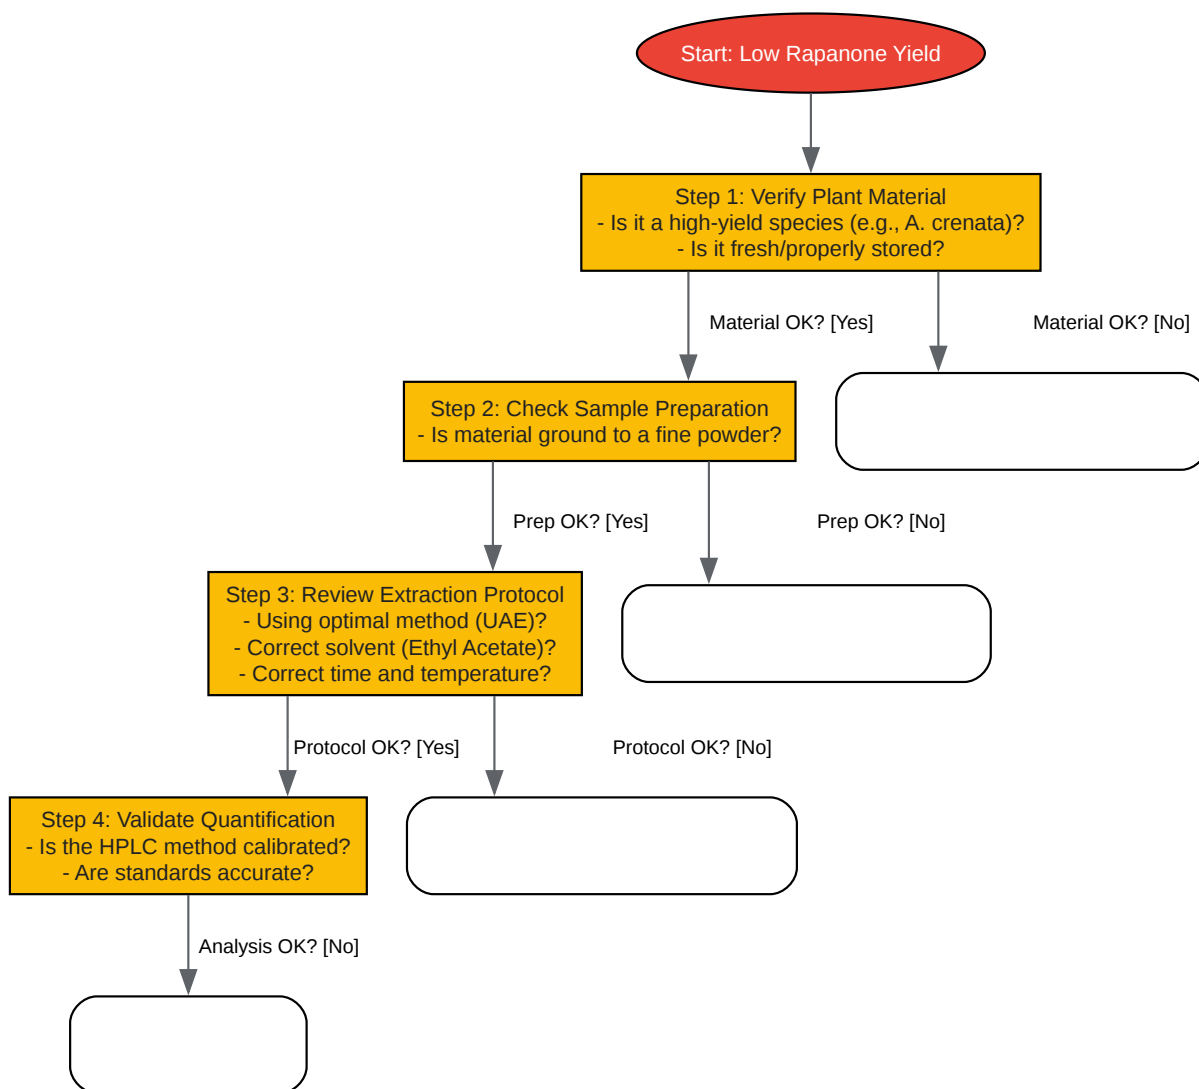 Start: Low Rapanone Yield
Step 1: Verify Plant Material
- Is it a high-yield species (e.g., A. crenata)?
- Is it fresh/properly stored?
Material OK? [Yes]
Material OK? [No]
Step 2: Check Sample Preparation
- Is material ground to a fine powder?
Prep OK? [Yes]
Prep OK? [No]
Step 3: Review Extraction Protocol
- Using optimal method (UAE)?
- Correct solvent (Ethyl Acetate)?
- Correct time and temperature?
Protocol OK? [Yes]
Protocol OK? [No]
Step 4: Validate Quantification
- Is the HPLC method calibrated?
- Are standards accurate?
Analysis OK? [No]